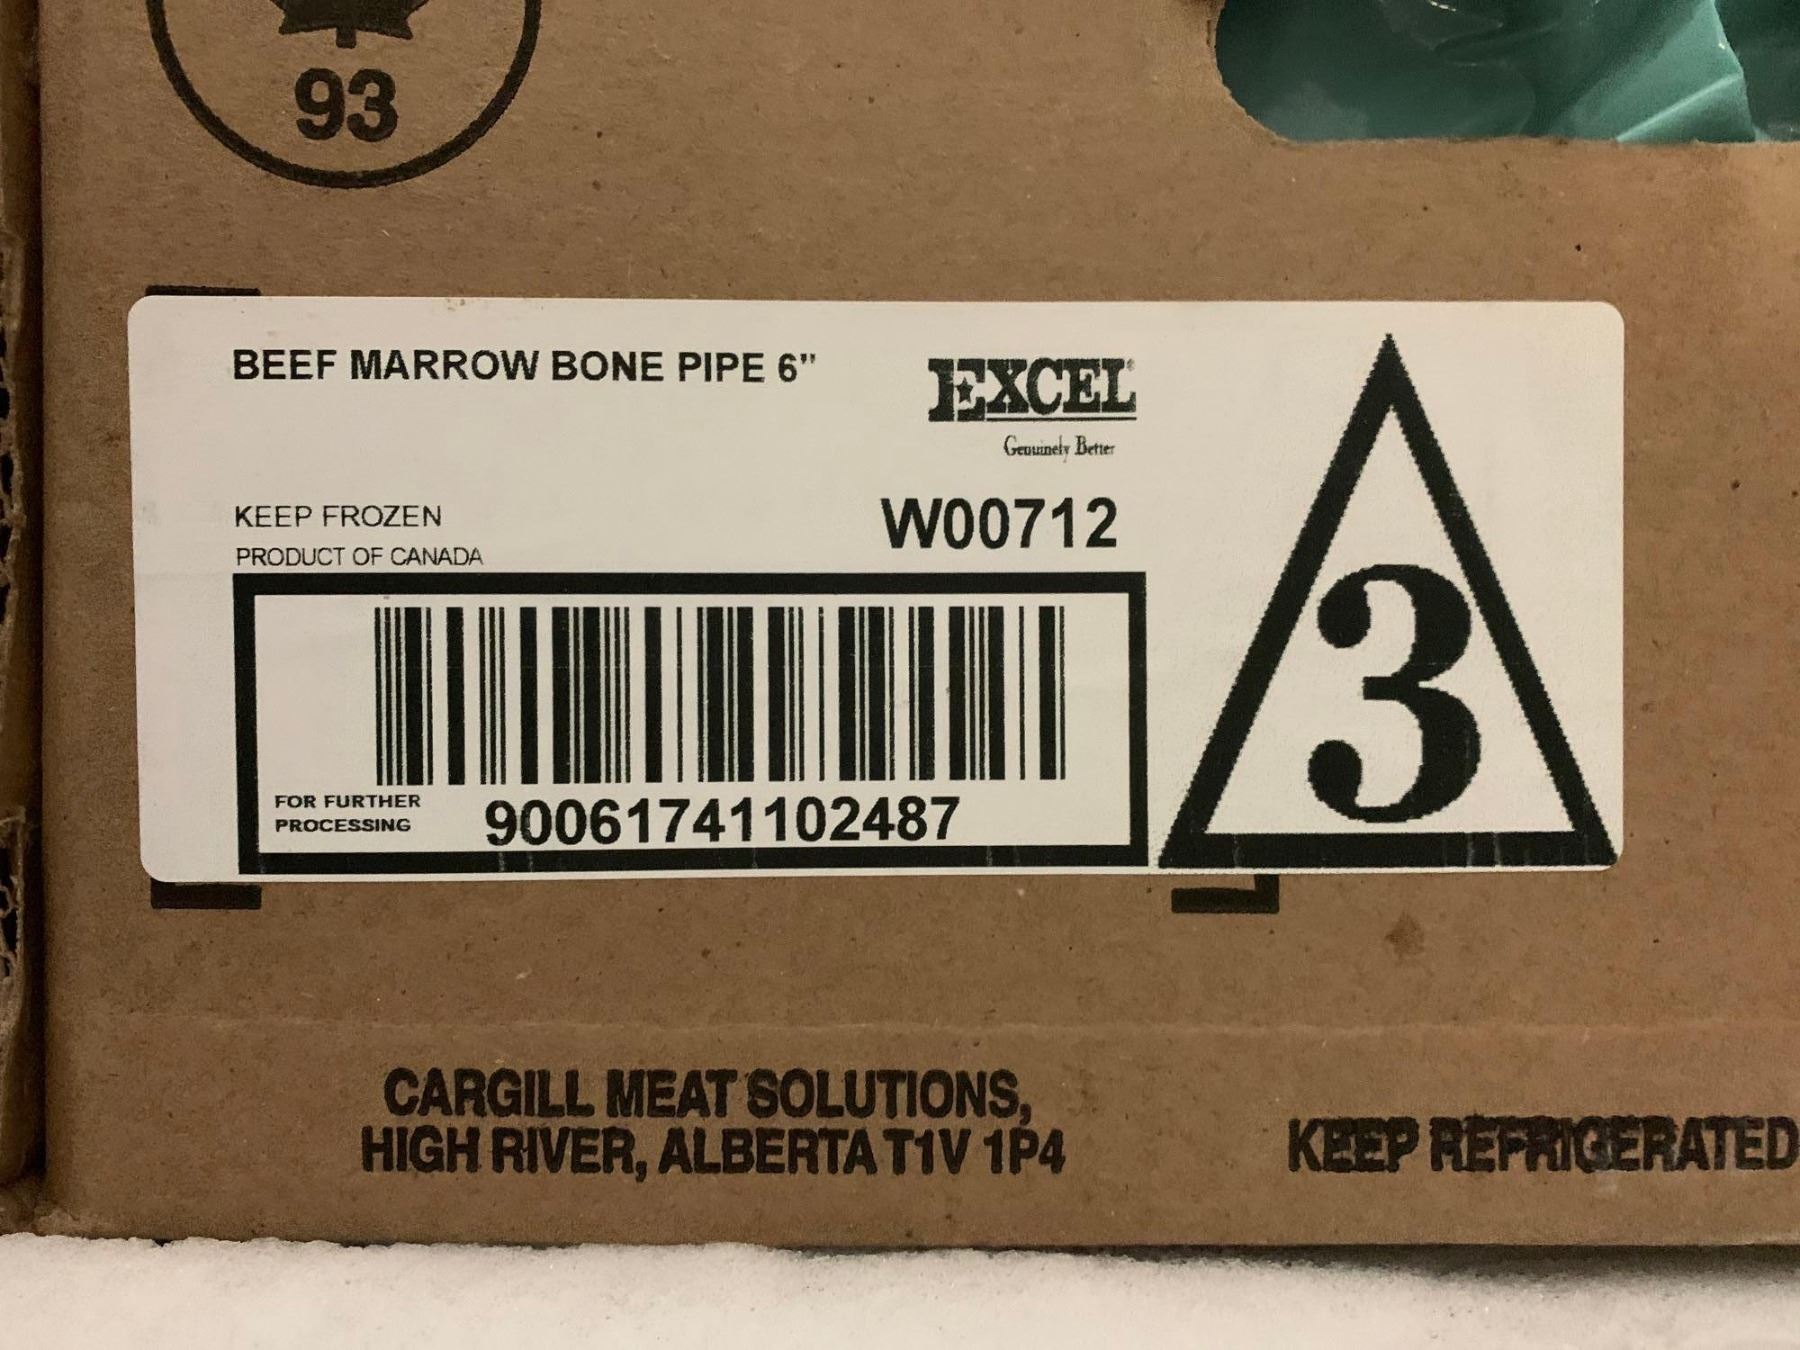 93
BEEF MARROW BONE PIPE 6"
EXCEL®
Genuinely Better
KEEP FROZEN
W00712
PRODUCT OF CANADA
3
FOR FURTHER
PROCESSING
90061741102487
CARGILL MEAT SOLUTIONS,
HIGH RIVER, ALBERTA T1V 1P4
KEEP REFRIGERATED